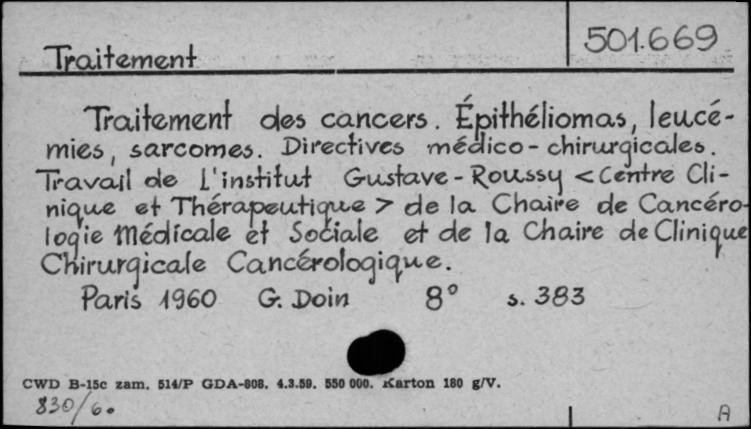 Traitement
501.669
Traitement des cancers. Épithéliomas, leucé-
mies, sarcomes. Directives médico-chirurgicales.
Travail de L'institut Gustave-Roussy <Centre Cli-
nique et Thérapeutique> de la Chaire de Cancéro-
logie Médicale et Sociale et de la Chaire de Clinique
Chirurgicale Cancérologique.
Paris 1960 G. Doin 8° s. 383
CWD B-15c zam. 514/P GDA-808. 4.3.59. 550 000. Karton 180 g/V.
830/60
A